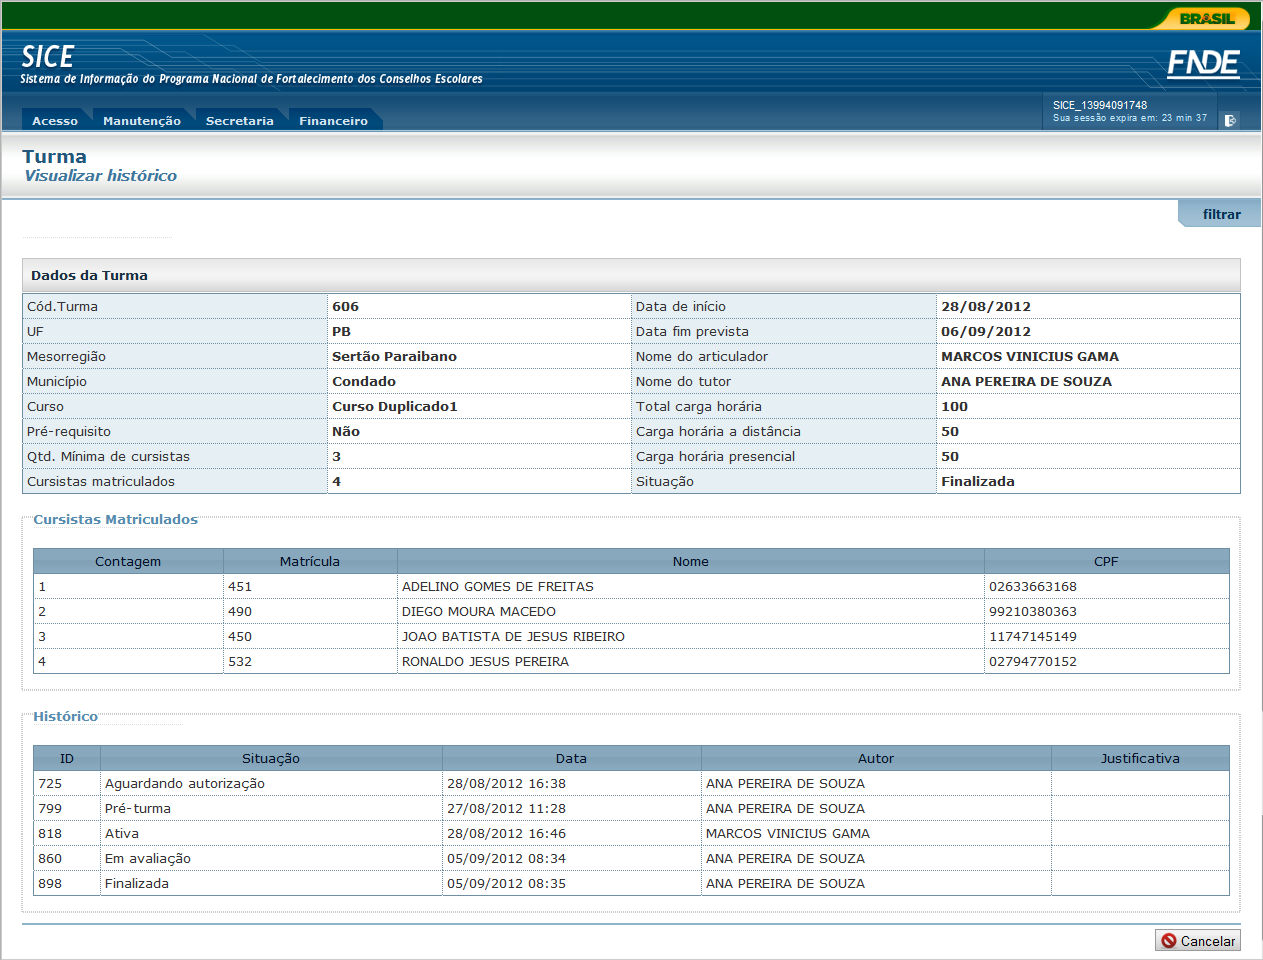 BRASIL
SICE
Sistema de Informação do Programa Nacional de Fortalecimento dos Conselhos Escolares
FNDE
Acesso Manutenção Secretaria Financeiro
SICE_13994091748
Sua sessão expira em: 23 min 37
Turma
Visualizar histórico
filtrar
Dados da Turma
Cód.Turma 606 Data de início 28/08/2012
UF PB Data fim prevista 06/09/2012
Mesorregião Sertão Paraibano Nome do articulador MARCOS VINICIUS GAMA
Município Condado Nome do tutor ANA PEREIRA DE SOUZA
Curso Curso Duplicado1 Total carga horária 100
Pré-requisito Não Carga horária a distância 50
Qtd. Mínima de cursistas 3 Carga horária presencial 50
Cursistas matriculados 4 Situação Finalizada
Cursistas Matriculados
Contagem Matrícula Nome CPF
1 451 ADELINO GOMES DE FREITAS 02633663168
2 490 DIEGO MOURA MACEDO 99210380363
3 450 JOAO BATISTA DE JESUS RIBEIRO 11747145149
4 532 RONALDO JESUS PEREIRA 02794770152
Histórico
ID Situação Data Autor Justificativa
725 Aguardando autorização 28/08/2012 16:38 ANA PEREIRA DE SOUZA
799 Pré-turma 27/08/2012 11:28 ANA PEREIRA DE SOUZA
818 Ativa 28/08/2012 16:46 MARCOS VINICIUS GAMA
860 Em avaliação 05/09/2012 08:34 ANA PEREIRA DE SOUZA
898 Finalizada 05/09/2012 08:35 ANA PEREIRA DE SOUZA
Cancelar